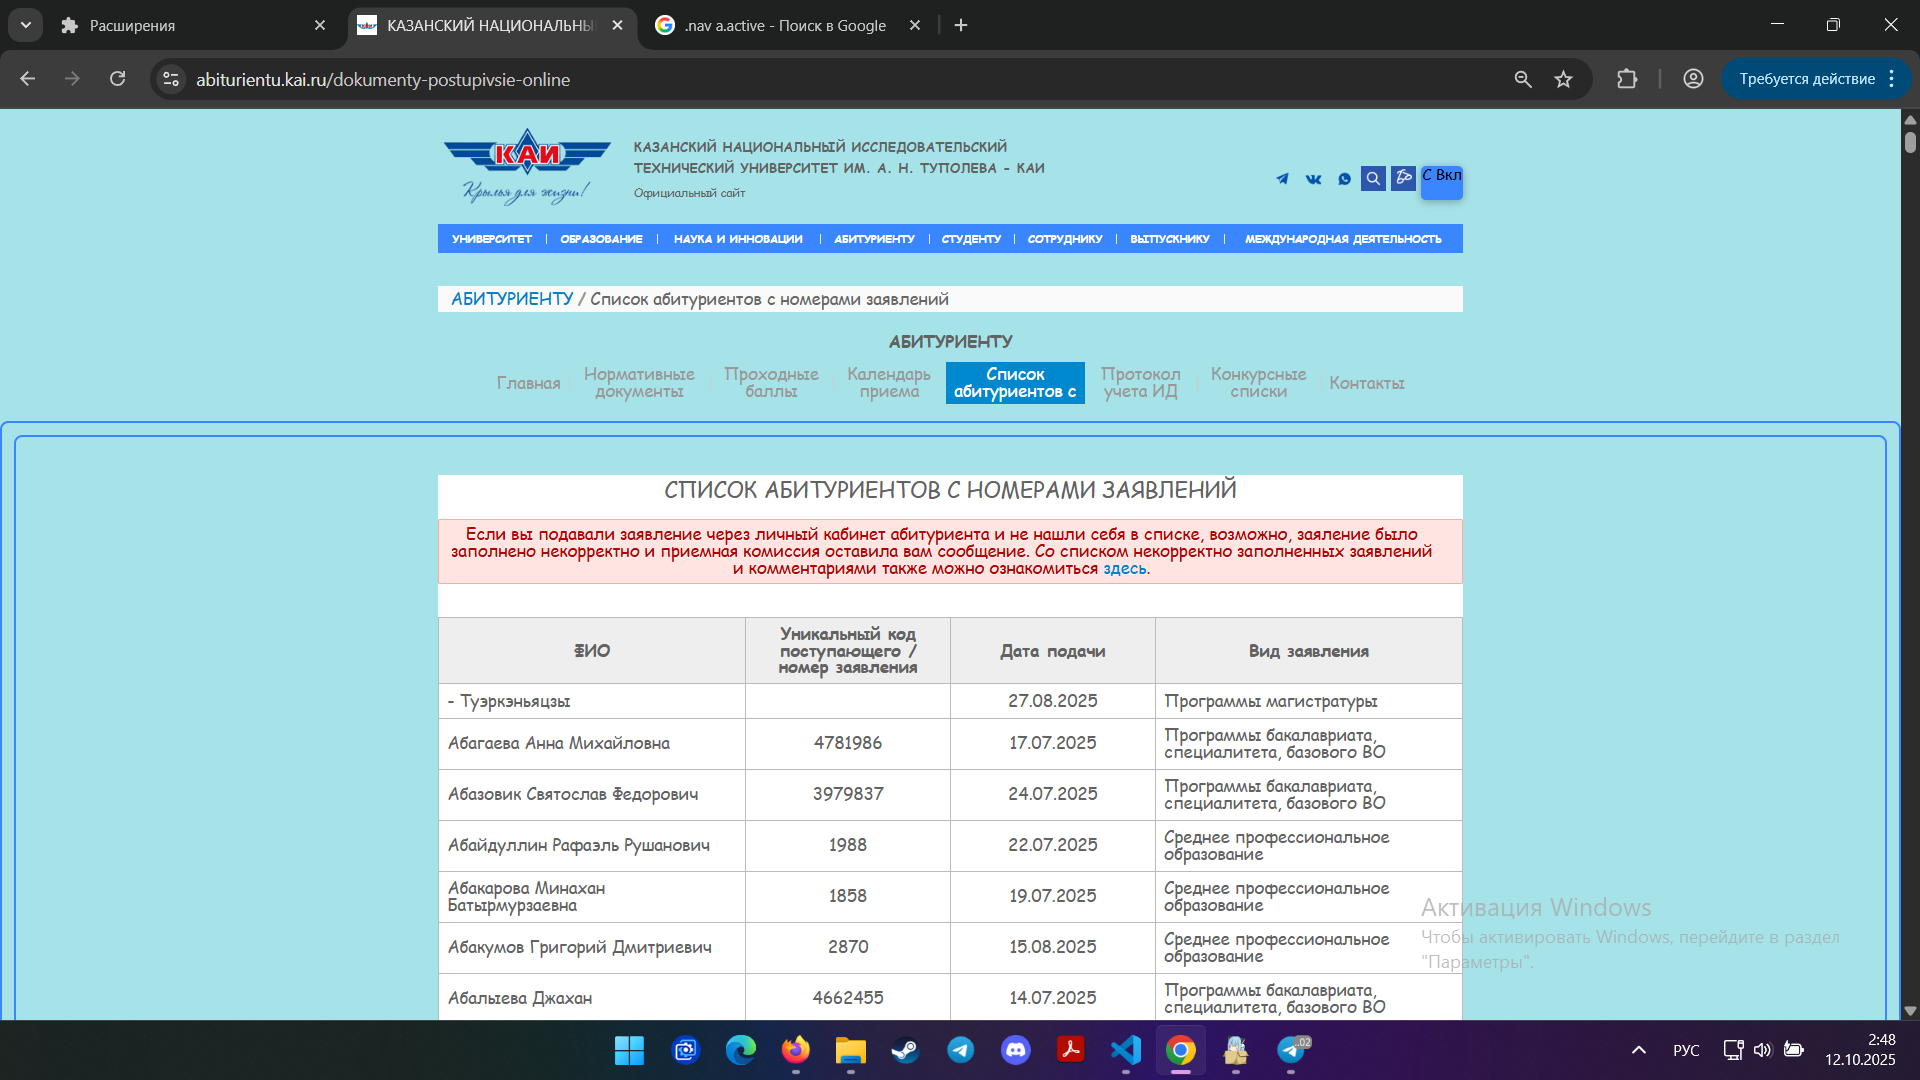 Расширения
КАЗАНСКИЙ НАЦИОНАЛЬНЫ
.nav a.active - Поиск в Google
abiturientu.kai.ru/dokumenty-postupivsie-online
Требуется действие
КАИ
Крылья для жизни!
КАЗАНСКИЙ НАЦИОНАЛЬНЫЙ ИССЛЕДОВАТЕЛЬСКИЙ
ТЕХНИЧЕСКИЙ УНИВЕРСИТЕТ ИМ. А. Н. ТУПОЛЕВА - КАИ
Официальный сайт
С Вкл
УНИВЕРСИТЕТ | ОБРАЗОВАНИЕ | НАУКА И ИННОВАЦИИ | АБИТУРИЕНТУ | СТУДЕНТУ | СОТРУДНИКУ | ВЫПУСКНИКУ | МЕЖДУНАРОДНАЯ ДЕЯТЕЛЬНОСТЬ
АБИТУРИЕНТУ / Список абитуриентов с номерами заявлений
АБИТУРИЕНТУ
Главная
Нормативные
документы
Проходные
баллы
Календарь
приема
Список
абитуриентов с
Протокол
учета ИД
Конкурсные
списки
Контакты
СПИСОК АБИТУРИЕНТОВ С НОМЕРАМИ ЗАЯВЛЕНИЙ
Если вы подавали заявление через личный кабинет абитуриента и не нашли себя в списке, возможно, заяление было
заполнено некорректно и приемная комиссия оставила вам сообщение. Со списком некорректно заполненных заявлений
и комментариями также можно ознакомиться здесь.
ФИО
Уникальный код
поступающего /
номер заявления
Дата подачи
Вид заявления
- Туэркэньяцзы 27.08.2025 Программы магистратуры
Абагаева Анна Михайловна 4781986 17.07.2025 Программы бакалавриата,
специалитета, базового ВО
Абазовик Святослав Федорович 3979837 24.07.2025 Программы бакалавриата,
специалитета, базового ВО
Абайдуллин Рафаэль Рушанович 1988 22.07.2025 Среднее профессиональное
образование
Абакарова Минахан
Батырмурзаевна 1858 19.07.2025 Среднее профессиональное
образование
Абакумов Григорий Дмитриевич 2870 15.08.2025 Среднее профессиональное
образование
Абалыева Джахан 4662455 14.07.2025 Программы бакалавриата,
специалитета, базового ВО
Активация Windows
Чтобы активировать Windows, перейдите в раздел
"Параметры".
..02
РУС
2:48
12.10.2025